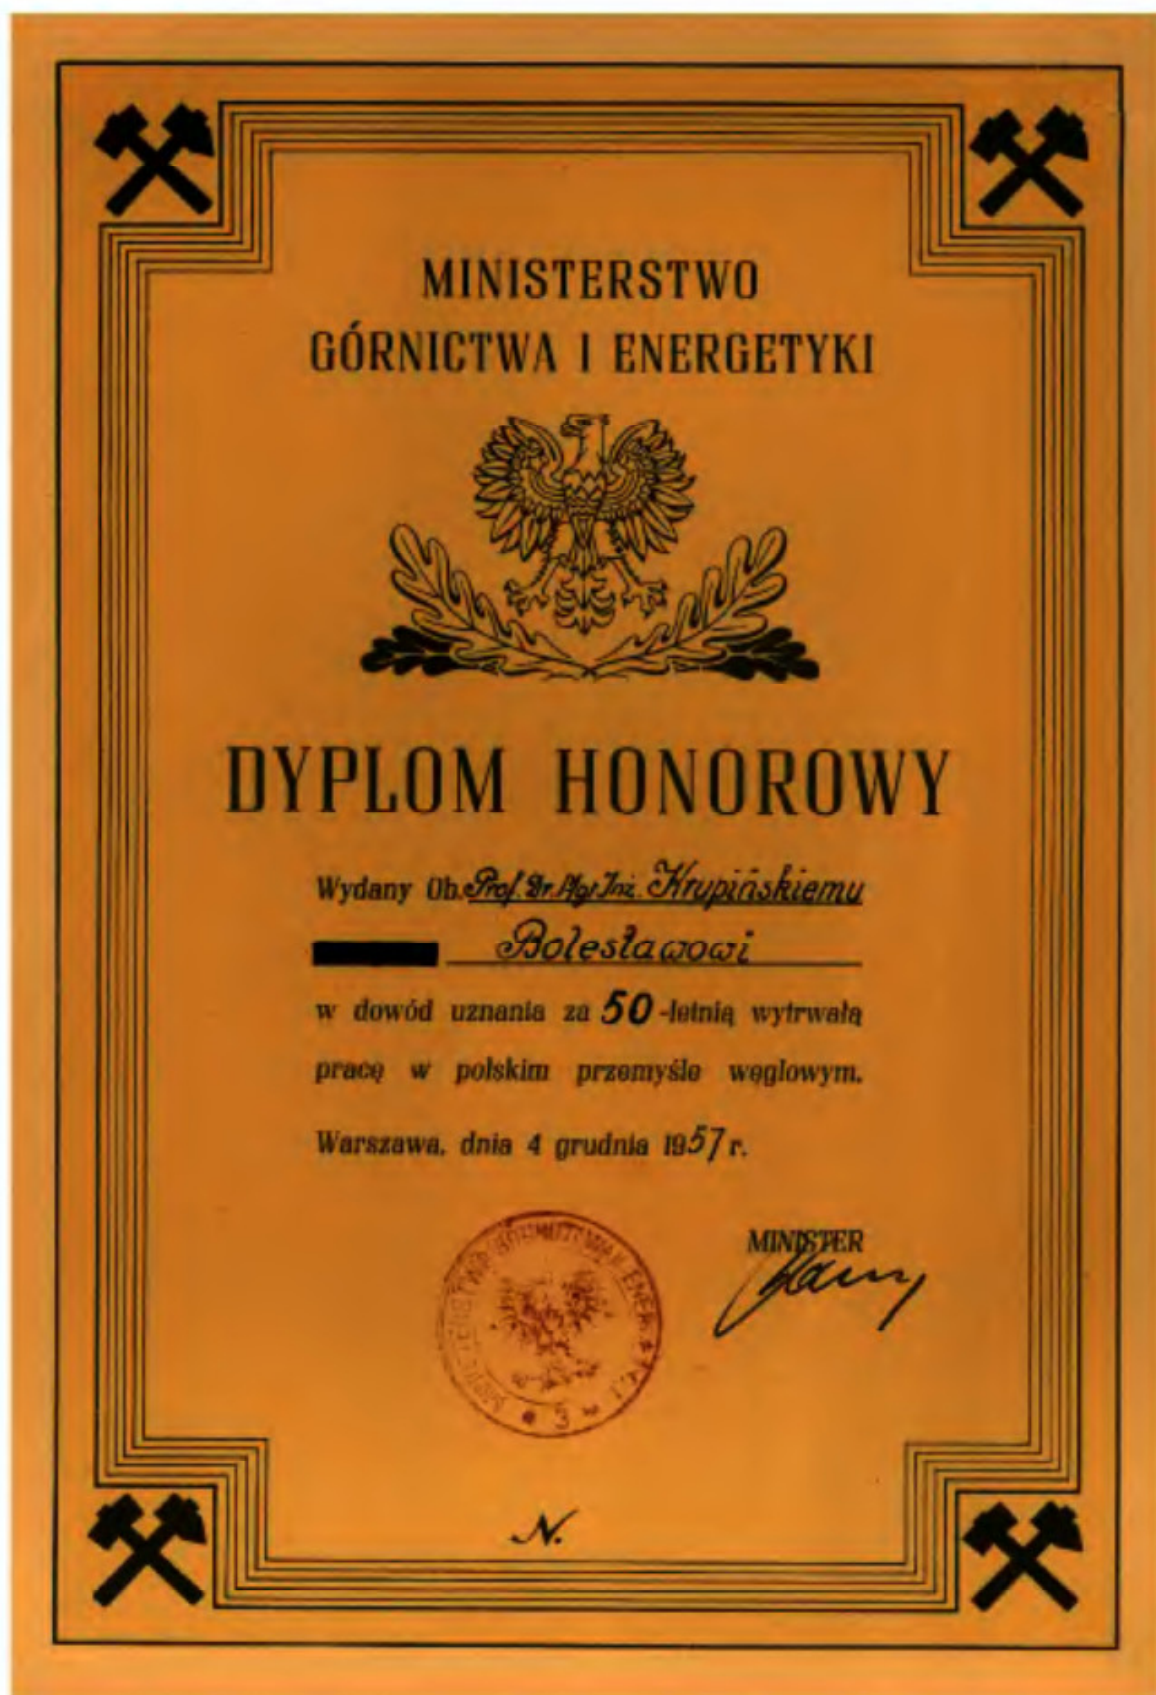 MINISTERSTWO
GÓRNICTWA I ENERGETYKI
DYPLOM HONOROWY
Wydany Ob. Prof. Dr. Mgr Inż. Krupińskiemu
Bolesławowi
w dowód uznania za 50-letnią wytrwałą
pracę w polskim przemyśle węglowym.
Warszawa, dnia 4 grudnia 1957 r.
MINISTER
5
N.